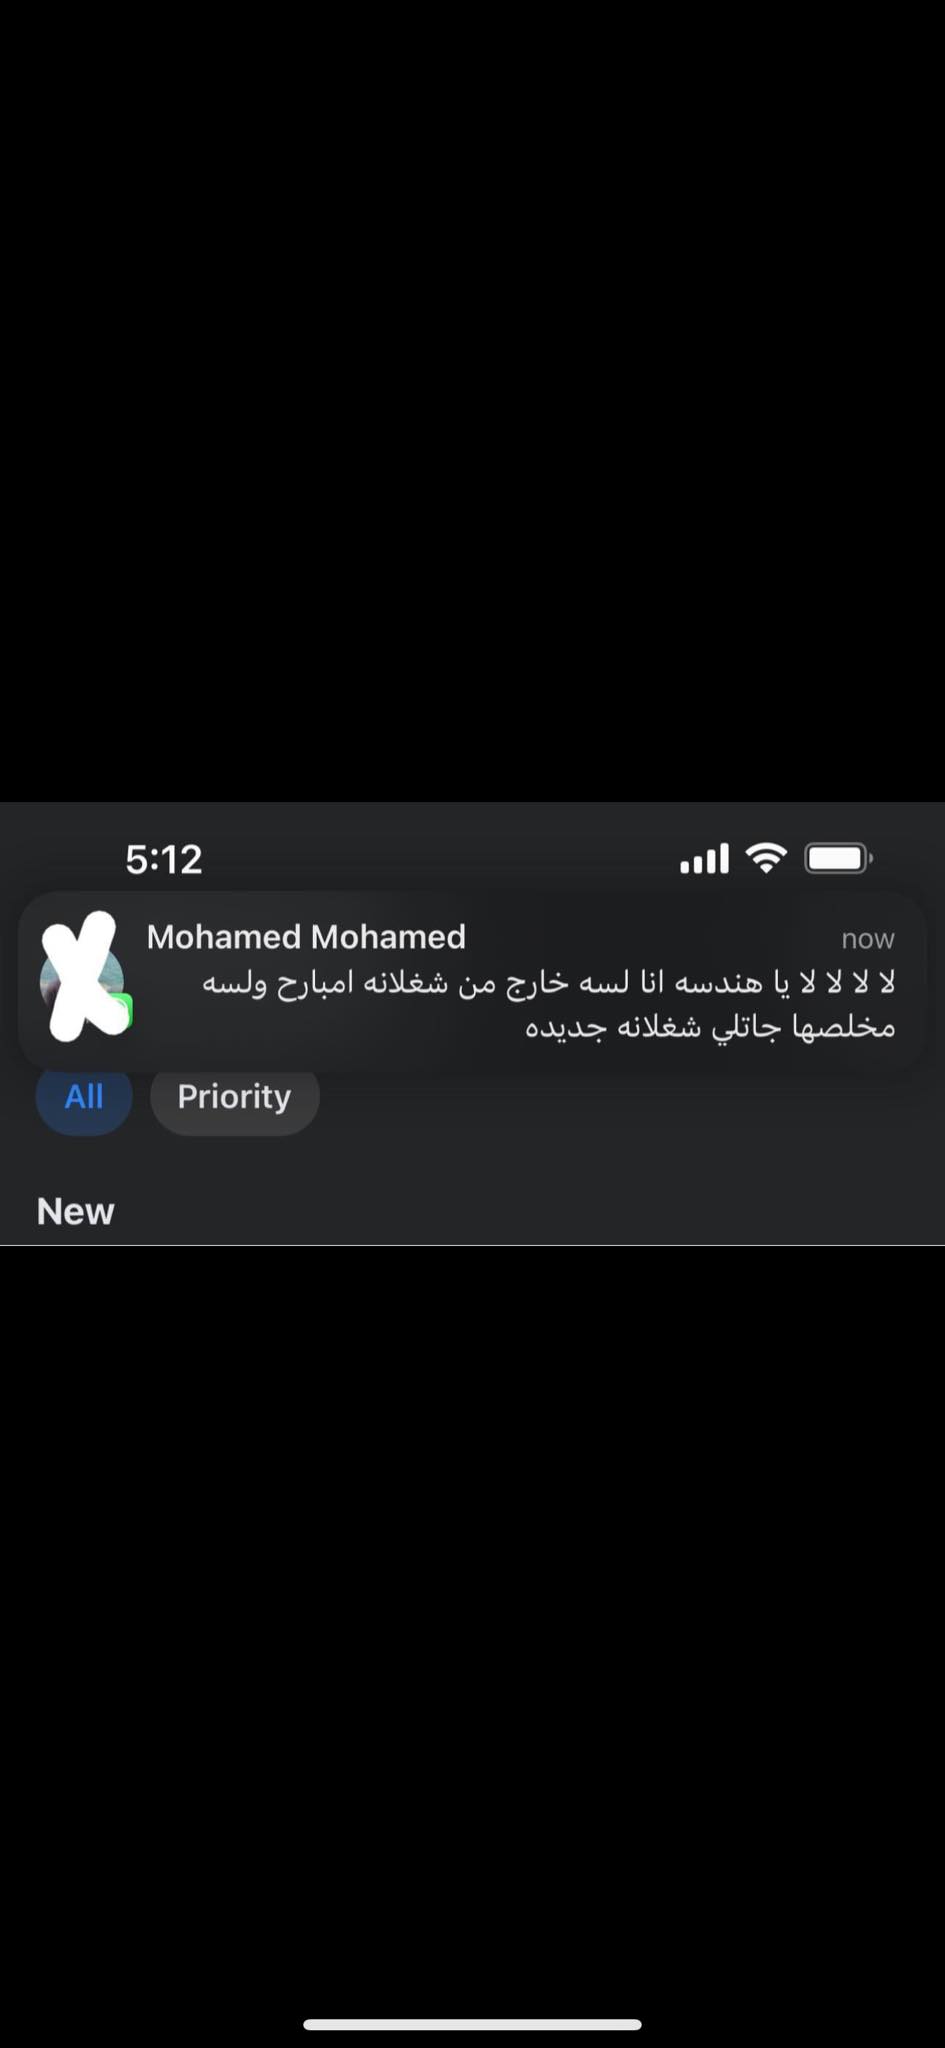 5:12
Mohamed Mohamed
now
لا لا لا لا يا هندسه انا لسه خارج من شغلانه امبارح ولسه
مخلصها جاتلي شغلانه جديده
All
Priority
New